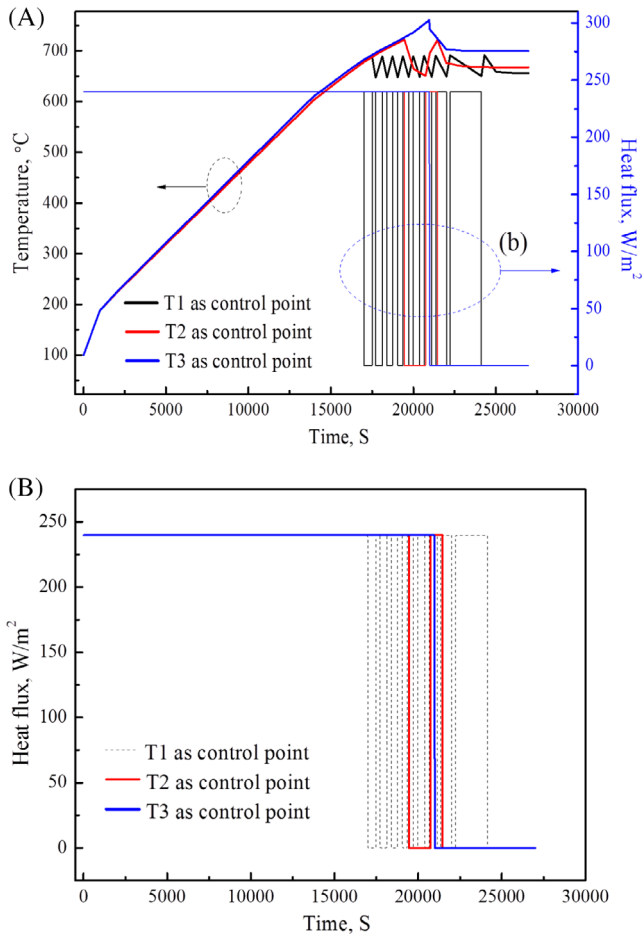 (A)
700
600
500
400
300
200
100
Temperature, °C
300
250
200
150
100
50
0
Heat flux, W/m²
(b)
T1 as control point
T2 as control point
T3 as control point
0
5000
10000
15000
20000
25000
30000
Time, S
(B)
250
200
150
100
50
0
Heat flux, W/m²
T1 as control point
T2 as control point
T3 as control point
0
5000
10000
15000
20000
25000
30000
Time, S